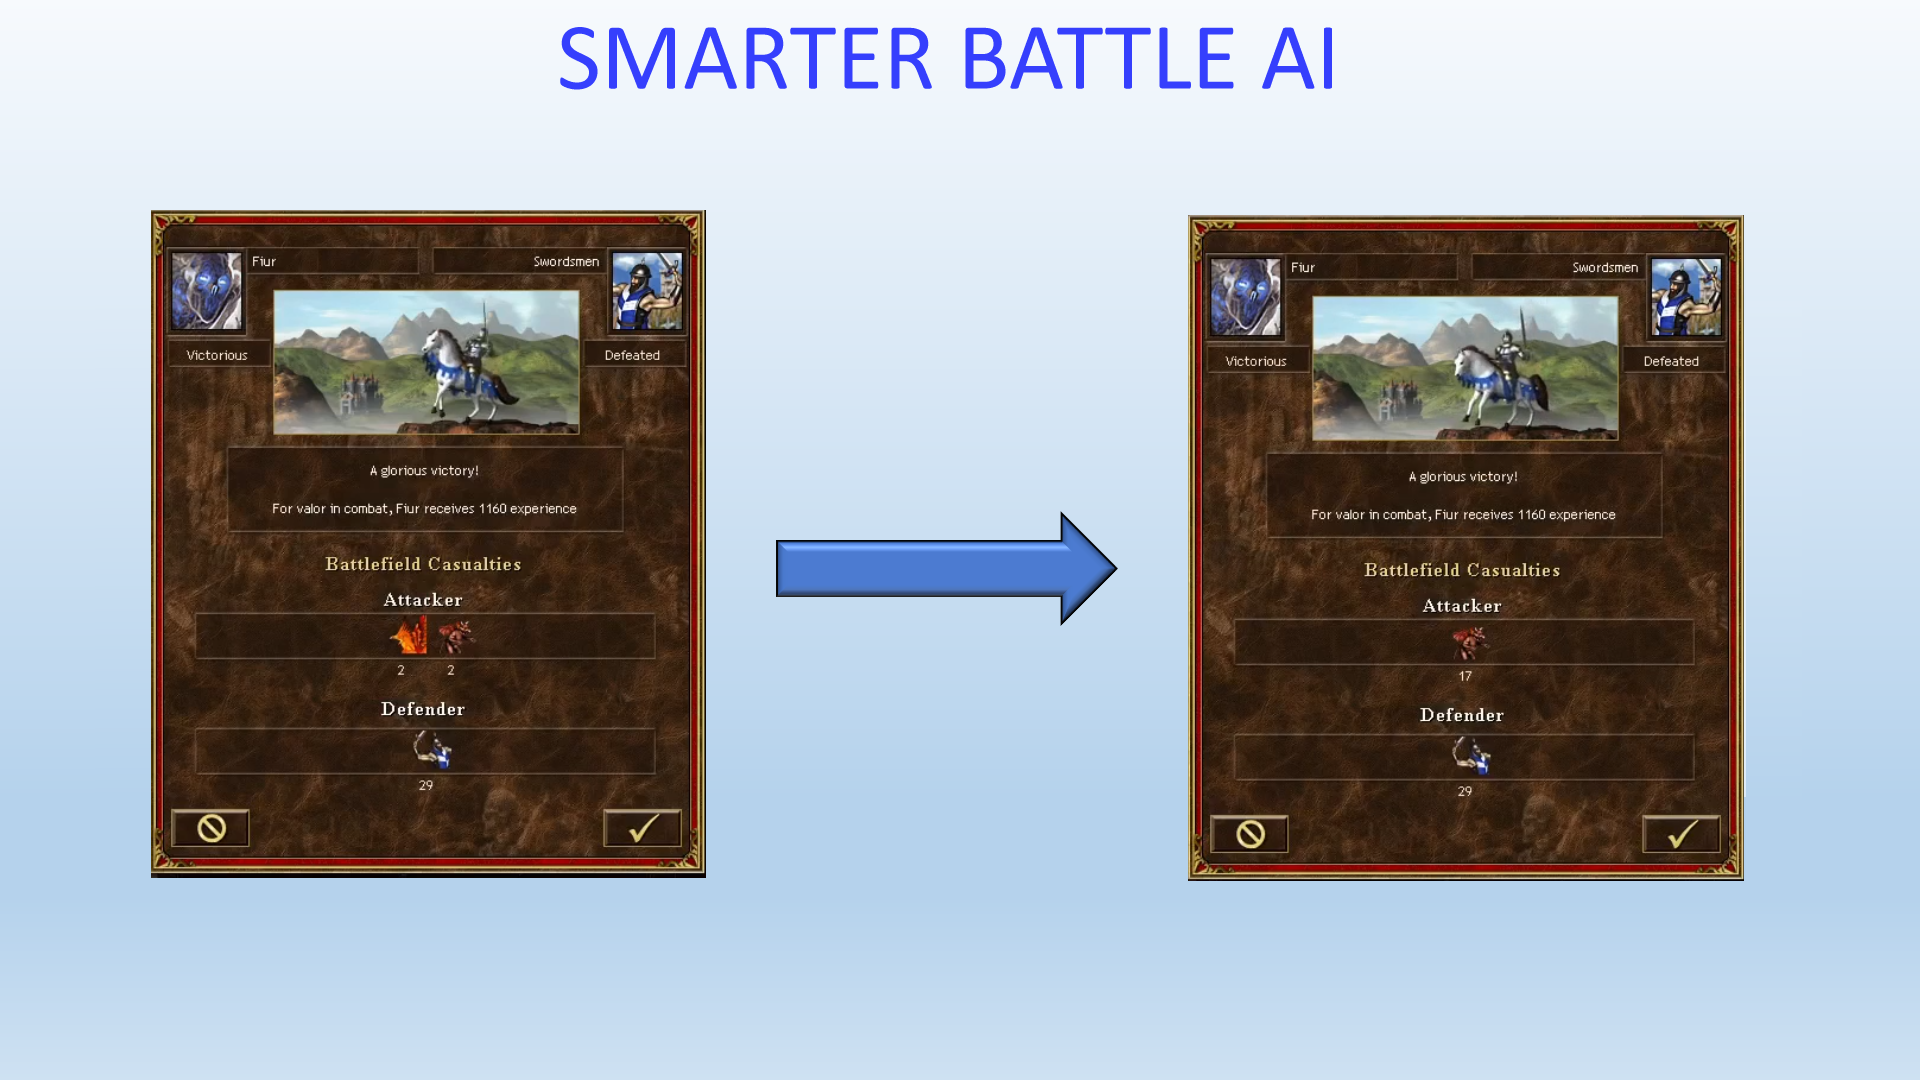 SMARTER BATTLE AI
Fiur
Swordsmen
Victorious
Defeated
A glorious victory!
For valor in combat, Fiur receives 1160 experience
Battlefield Casualties
Attacker
2 2
Defender
29
Fiur
Swordsmen
Victorious
Defeated
A glorious victory!
For valor in combat, Fiur receives 1160 experience
Battlefield Casualties
Attacker
17
Defender
29